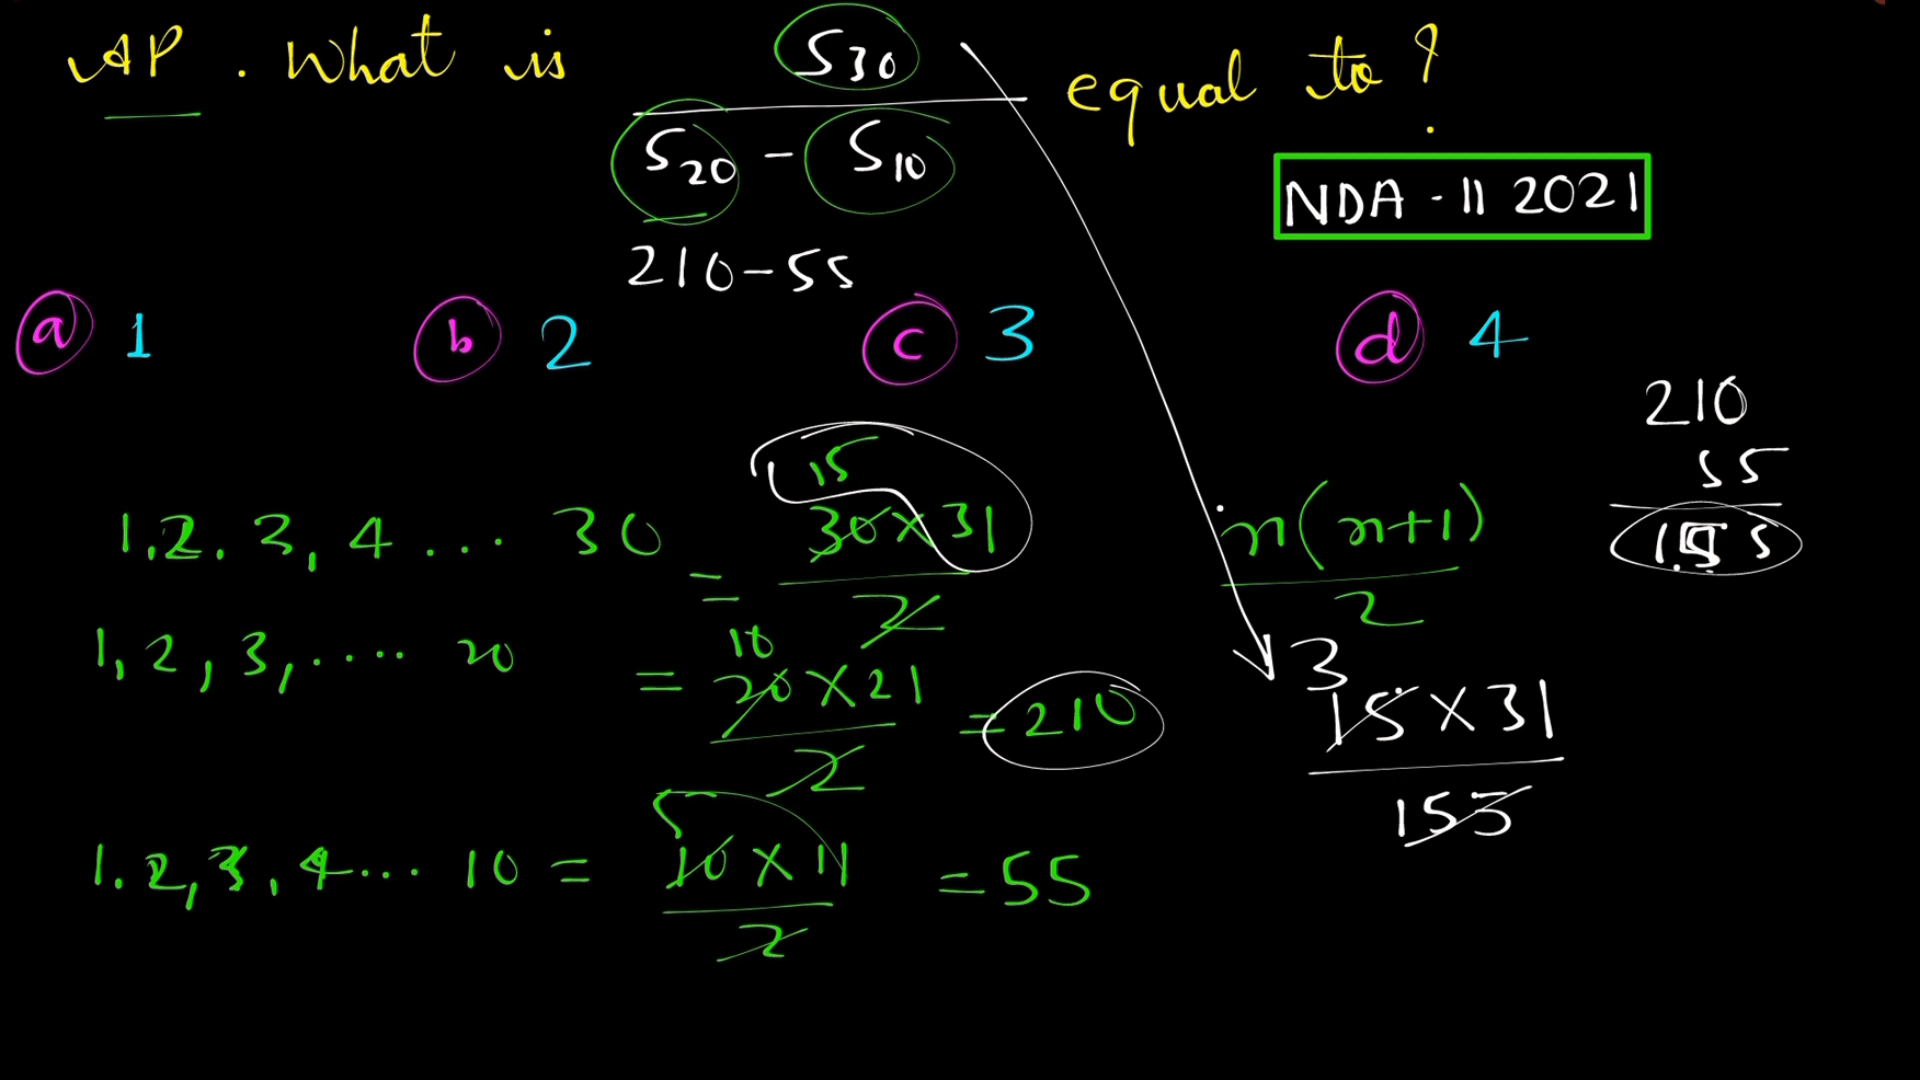 AP. What is S30 / S20 - S10 equal to?
NDA - II 2021
210-55
a 1 b 2 c 3 d 4
210
55
155
15
1, 2, 3, 4 ... 30 = 30 x 31 / 2
n(n+1) / 2
10
1, 2, 3, .... 20 = 20 x 21 / 2 = 210
3
15 x 31 / 155
5
1, 2, 3, 4 ... 10 = 10 x 11 / 2 = 55